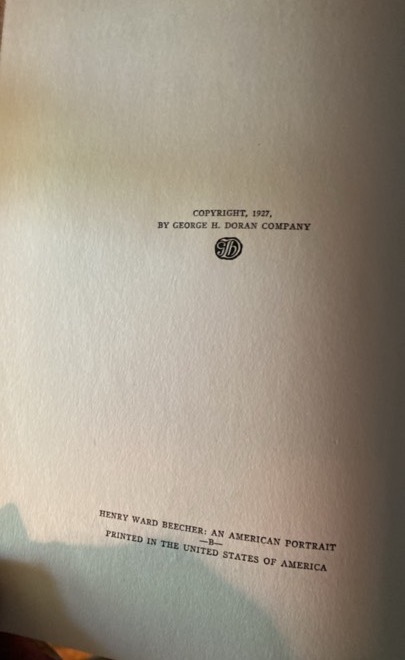 COPYRIGHT, 1927,
BY GEORGE H. DORAN COMPANY
HENRY WARD BEECHER: AN AMERICAN PORTRAIT
—B—
PRINTED IN THE UNITED STATES OF AMERICA